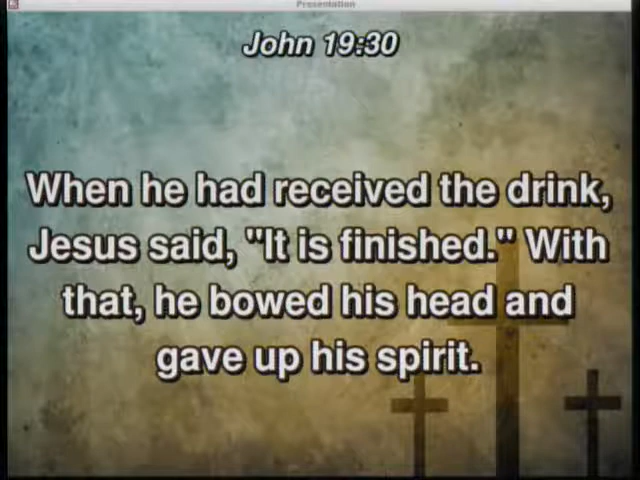 Presentation
John 19:30
When he had received the drink,
Jesus said, "It is finished." With
that, he bowed his head and
gave up his spirit.